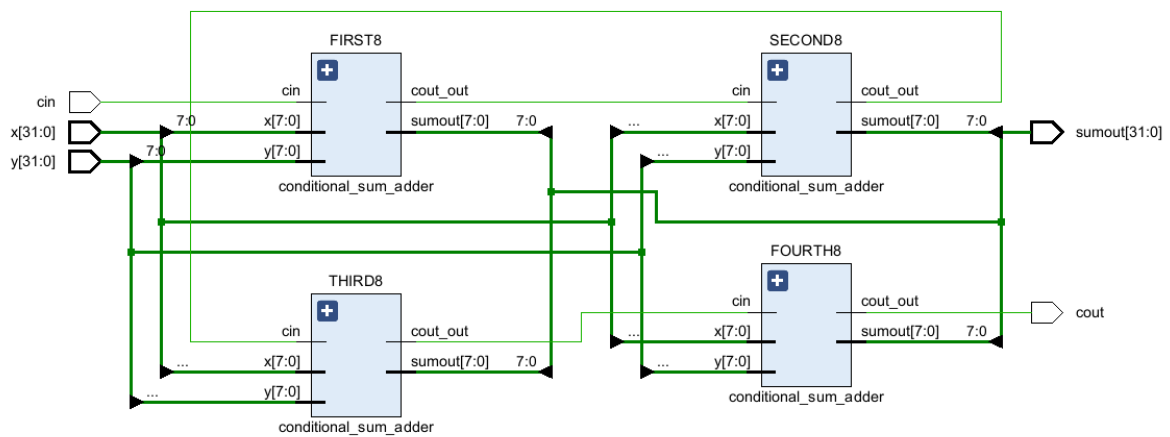 FIRST8
SECOND8
cin
cin
cout_out
cin
cout_out
x[31:0]
7:0
x[7:0]
sumout[7:0]
7:0
...
x[7:0]
sumout[7:0]
7:0
sumout[31:0]
y[31:0]
7:0
y[7:0]
...
y[7:0]
conditional_sum_adder
conditional_sum_adder
FOURTH8
THIRD8
cin
cout_out
cout
cin
cout_out
...
x[7:0]
sumout[7:0]
7:0
...
x[7:0]
sumout[7:0]
7:0
...
y[7:0]
...
y[7:0]
conditional_sum_adder
conditional_sum_adder